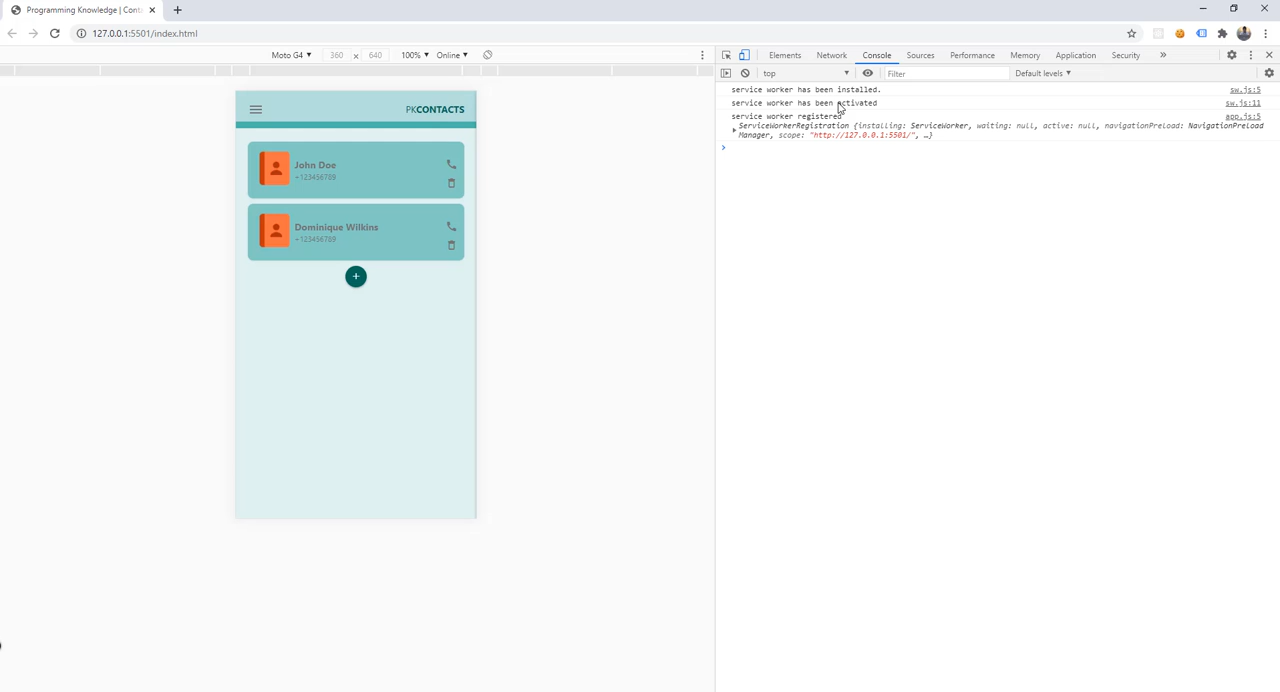 Programming Knowledge | Cont
127.0.0.1:5501/index.html
Moto G4 360 x 640 100% Online
Elements Network Console Sources Performance Memory Application Security »
top Filter Default levels
service worker has been installed. sw.js:5
service worker has been activated sw.js:11
service worker registered app.js:5
ServiceWorkerRegistration {installing: ServiceWorker, waiting: null, active: null, navigationPreload: NavigationPreload
Manager, scope: "http://127.0.0.1:5501/", …}
PKCONTACTS
John Doe
+123456789
Dominique Wilkins
+123456789
+